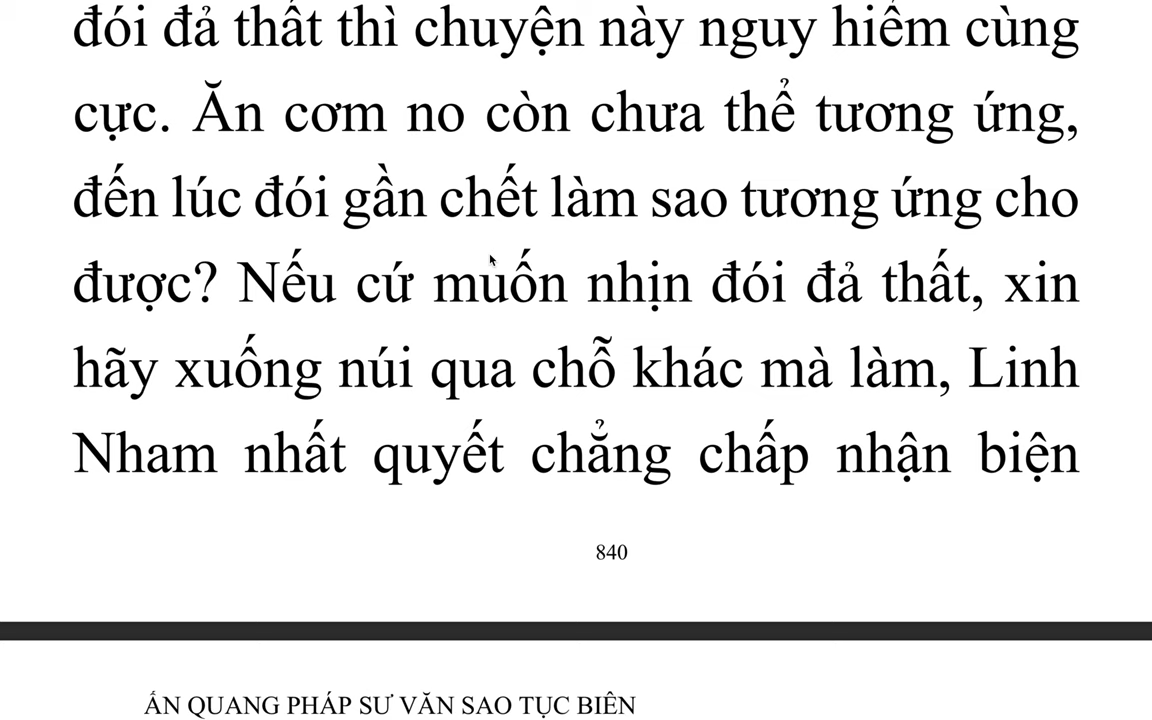 đói đả thất thì chuyện này nguy hiểm cùng
cực. Ăn cơm no còn chưa thể tương ứng,
đến lúc đói gần chết làm sao tương ứng cho
được? Nếu cứ muốn nhịn đói đả thất, xin
hãy xuống núi qua chỗ khác mà làm, Linh
Nham nhất quyết chẳng chấp nhận biện
840
ẤN QUANG PHÁP SƯ VĂN SAO TỤC BIÊN